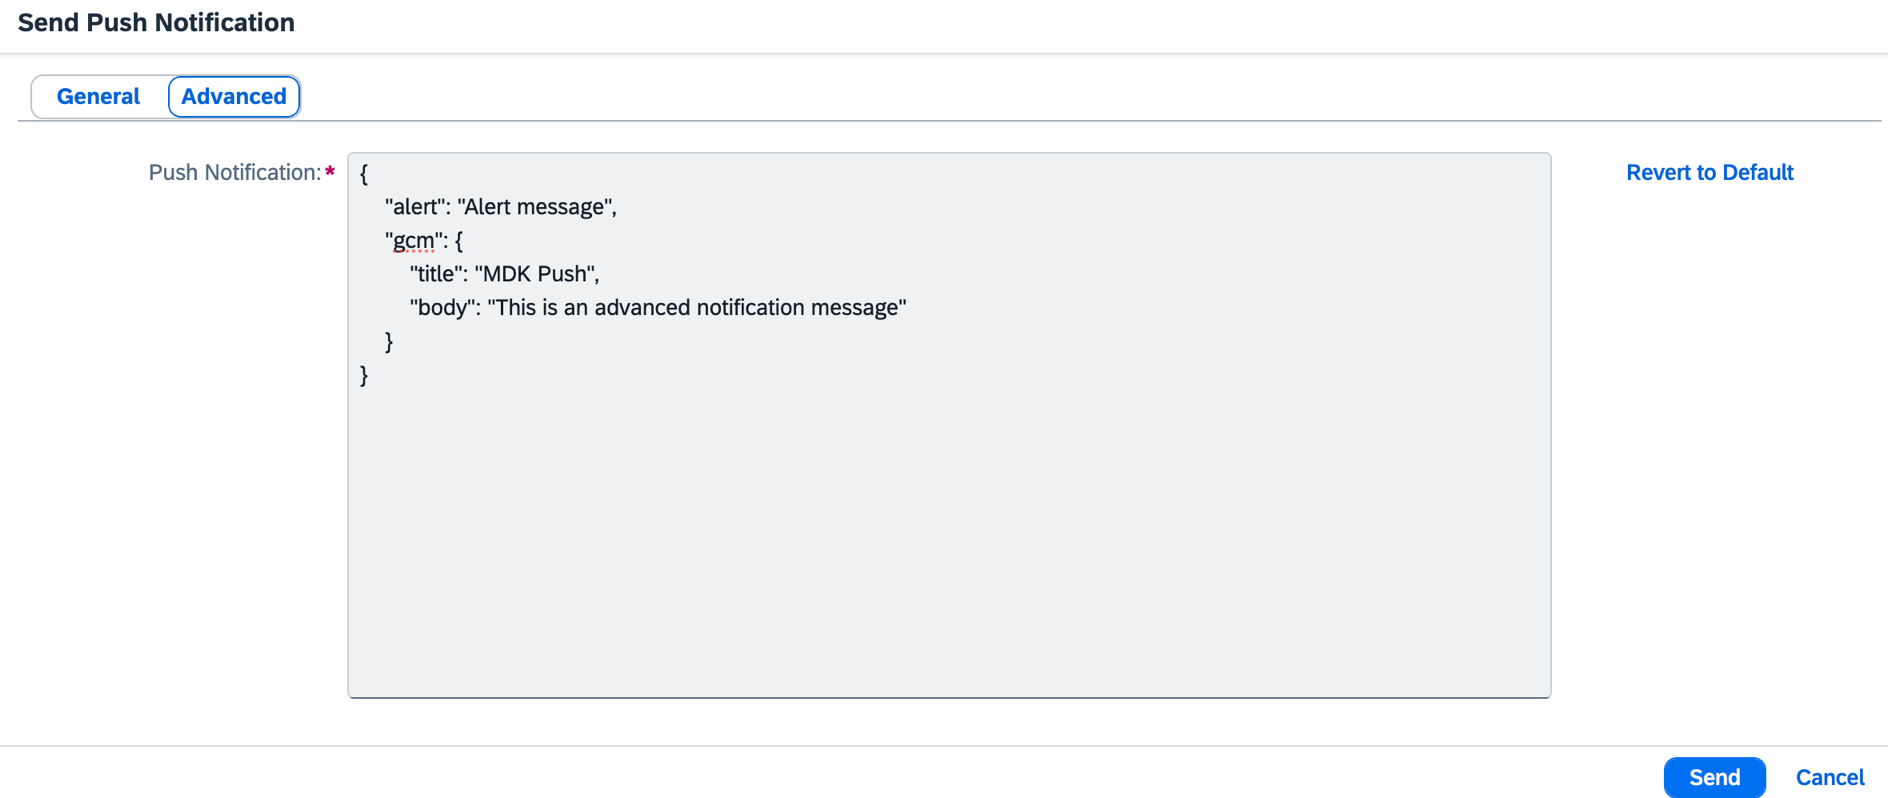 Send Push Notification
General
Advanced
Push Notification:*
{
"alert": "Alert message",
"gcm": {
"title": "MDK Push",
"body": "This is an advanced notification message"
}
}
Revert to Default
Send
Cancel